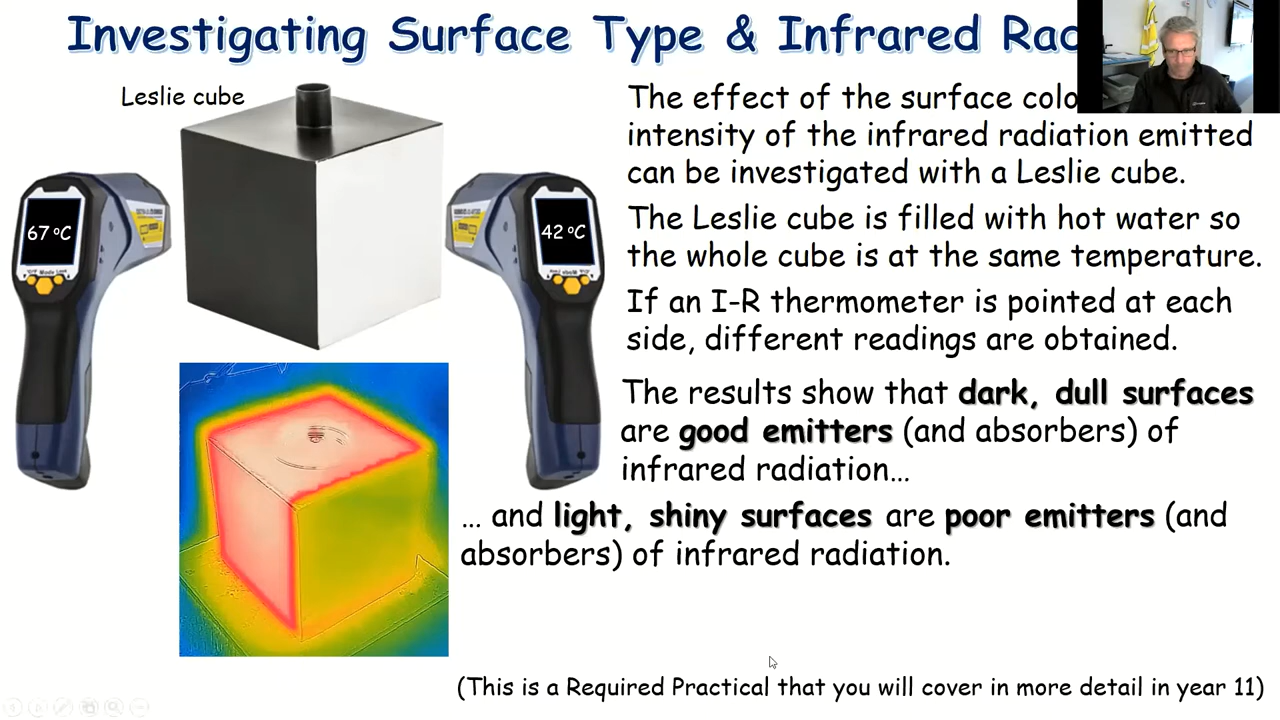 Investigating Surface Type & Infrared
Leslie cube
67 ºC
42 ºC
The effect of the surface
intensity of the infrared radiation emitted
can be investigated with a Leslie cube.
The Leslie cube is filled with hot water so
the whole cube is at the same temperature.
If an I-R thermometer is pointed at each
side, different readings are obtained.
The results show that dark, dull surfaces
are good emitters (and absorbers) of
infrared radiation…
… and light, shiny surfaces are poor emitters (and
absorbers) of infrared radiation.
(This is a Required Practical that you will cover in more detail in year 11)